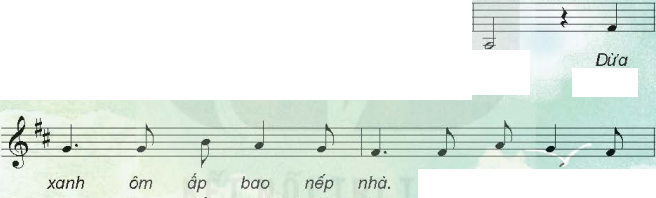 Dừa
xanh ôm ấp bao nếp nhà.